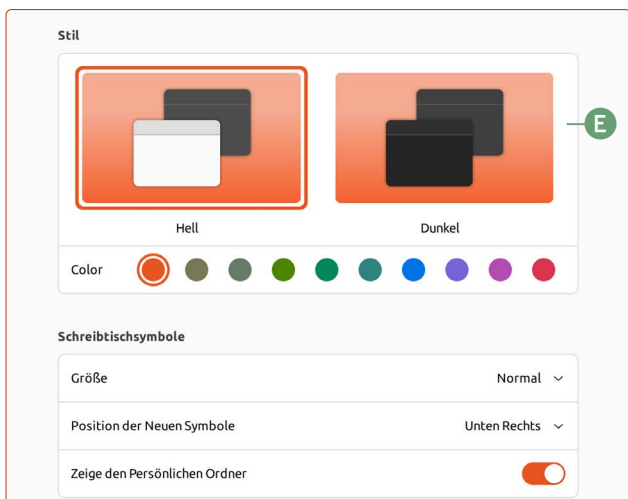 Stil
E
Hell Dunkel
Color
Schreibtischsymbole
Größe Normal
Position der Neuen Symbole Unten Rechts
Zeige den Persönlichen Ordner